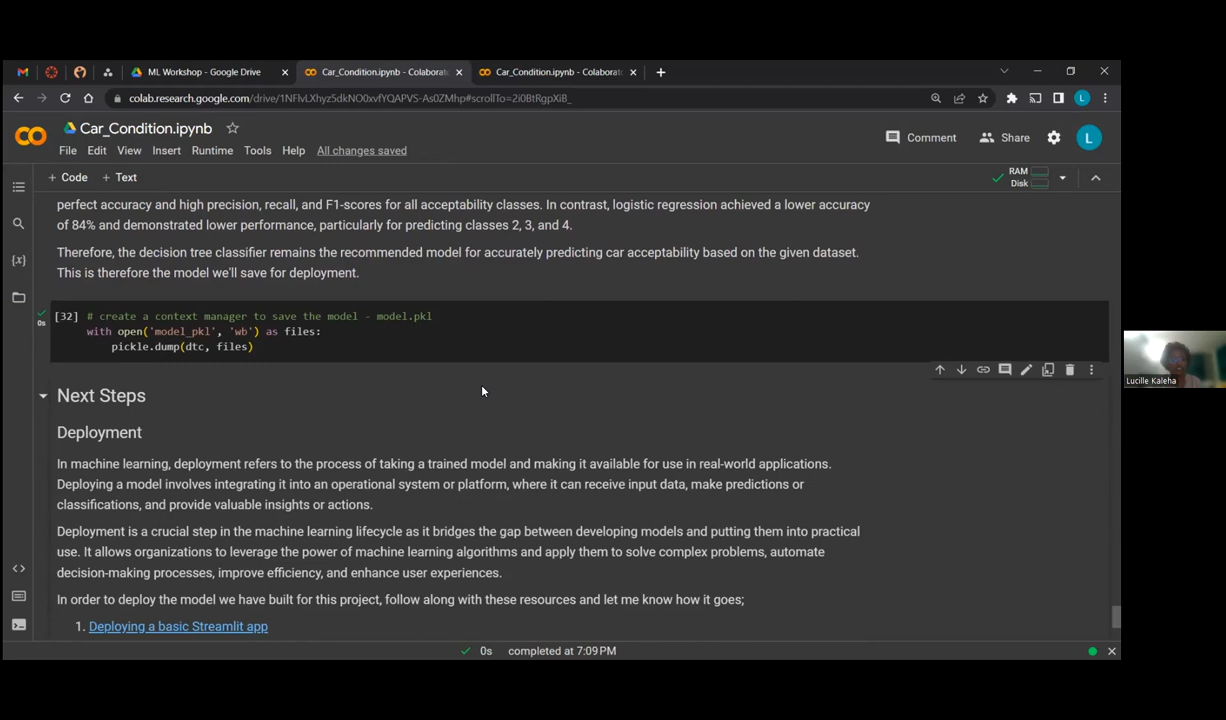 ML Workshop - Google Drive
Car_Condition.ipynb - Colaborat
Car_Condition.ipynb - Colaborat
colab.research.google.com/drive/1NFlvLXhyz5dkNO0xvfYQAPVS-As0ZMhp#scrollTo=2i0BtRgpXiB_
L
Car_Condition.ipynb
Comment
Share
L
File Edit View Insert Runtime Tools Help All changes saved
+ Code + Text
RAM
Disk
perfect accuracy and high precision, recall, and F1-scores for all acceptability classes. In contrast, logistic regression achieved a lower accuracy
of 84% and demonstrated lower performance, particularly for predicting classes 2, 3, and 4.
Therefore, the decision tree classifier remains the recommended model for accurately predicting car acceptability based on the given dataset.
This is therefore the model we'll save for deployment.
[32] # create a context manager to save the model - model.pkl
0s
with open('model_pkl', 'wb') as files:
pickle.dump(dtc, files)
Lucille Kaleha
Next Steps
Deployment
In machine learning, deployment refers to the process of taking a trained model and making it available for use in real-world applications.
Deploying a model involves integrating it into an operational system or platform, where it can receive input data, make predictions or
classifications, and provide valuable insights or actions.
Deployment is a crucial step in the machine learning lifecycle as it bridges the gap between developing models and putting them into practical
use. It allows organizations to leverage the power of machine learning algorithms and apply them to solve complex problems, automate
decision-making processes, improve efficiency, and enhance user experiences.
In order to deploy the model we have built for this project, follow along with these resources and let me know how it goes;
1. Deploying a basic Streamlit app
0s completed at 7:09 PM